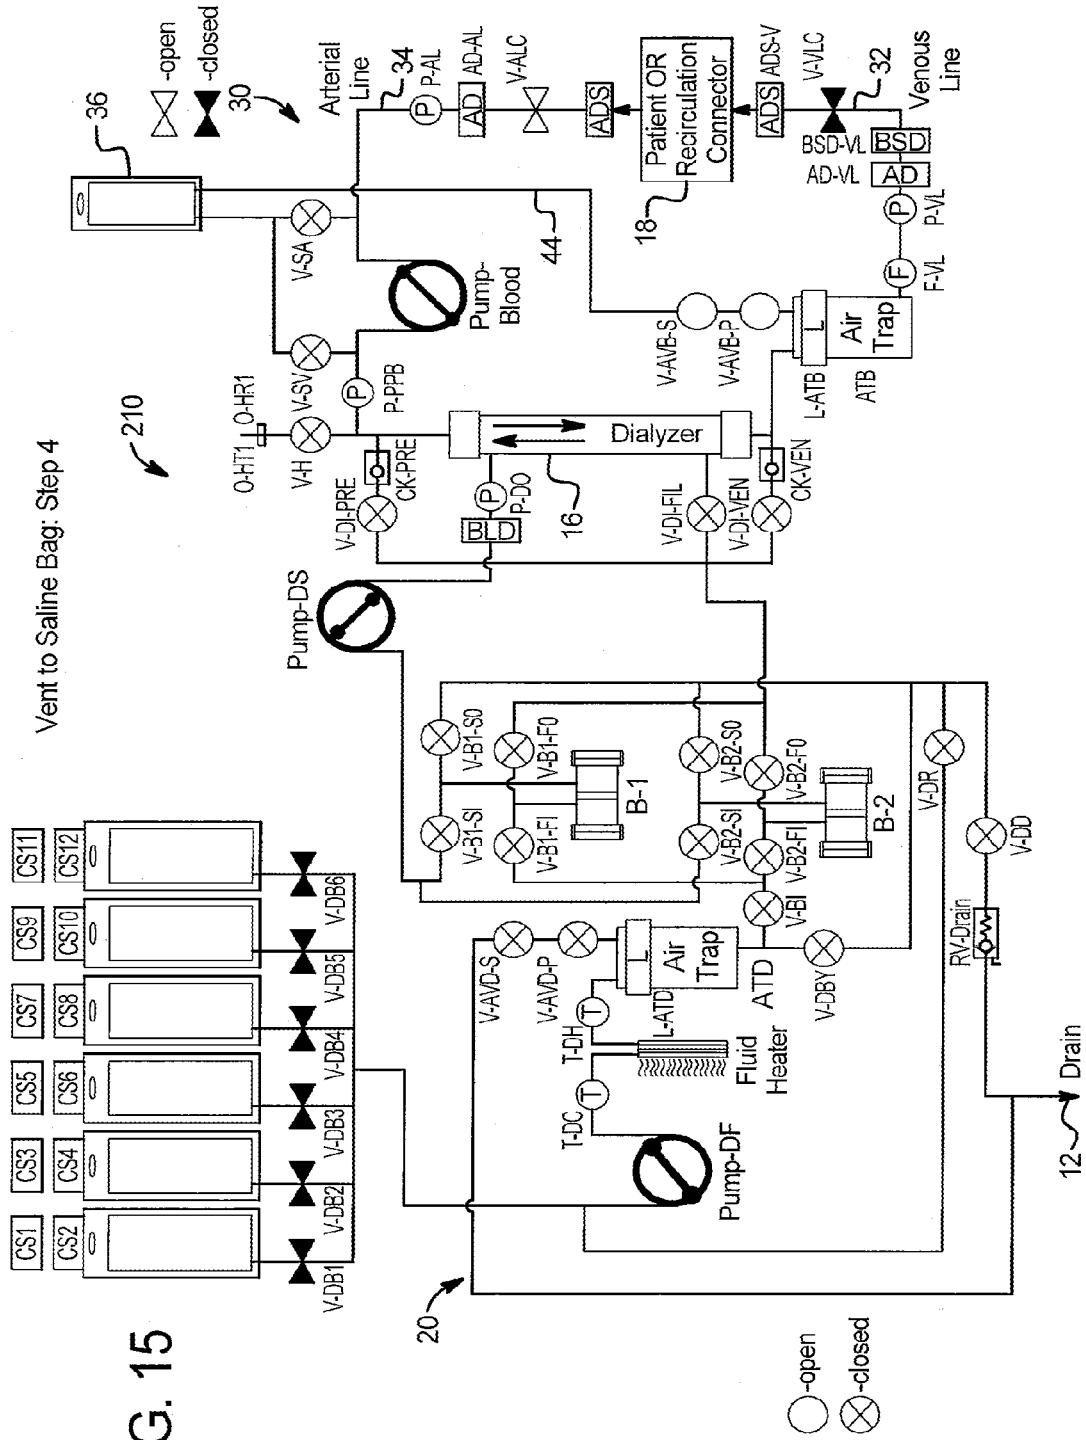 G. 15
Vent to Saline Bag: Step 4
210
CS1
CS3
CS5
CS7
CS9
CS11
CS2
CS4
CS6
CS8
CS10
CS12
V-DB1
V-DB2
V-DB3
V-DB4
V-DB5
V-DB6
36
-open
-closed
30
O-HT1
O-HR1
V-H
V-SV
V-SA
P
P-PPB
Pump-
Blood
Arterial
Line
34
P
P-AL
AD
AD-AL
V-ALC
ADS
Patient OR
Recirculation
Connector
18
ADS
ADS-V
V-VLC
32
Venous
Line
BSD-VL
BSD
AD-VL
AD
P
P-VL
F
F-VL
44
V-AVB-S
V-AVB-P
L-ATB
L
Air
Trap
ATB
V-DI-PRE
CK-PRE
BLD
P
P-DO
16
Dialyzer
V-DI-FIL
V-DI-VEN
CK-VEN
Pump-DS
V-B1-SI
V-B1-S0
V-B1-FI
V-B1-F0
B-1
V-B2-SI
V-B2-S0
V-B2-FI
V-B2-F0
B-2
V-BI
V-DBY
V-DR
V-DD
RV-Drain
V-AVD-S
V-AVD-P
L
Air
Trap
L-ATD
ATD
T
T-DH
T
T-DC
Fluid
Heater
Pump-DF
20
12
Drain
-open
-closed